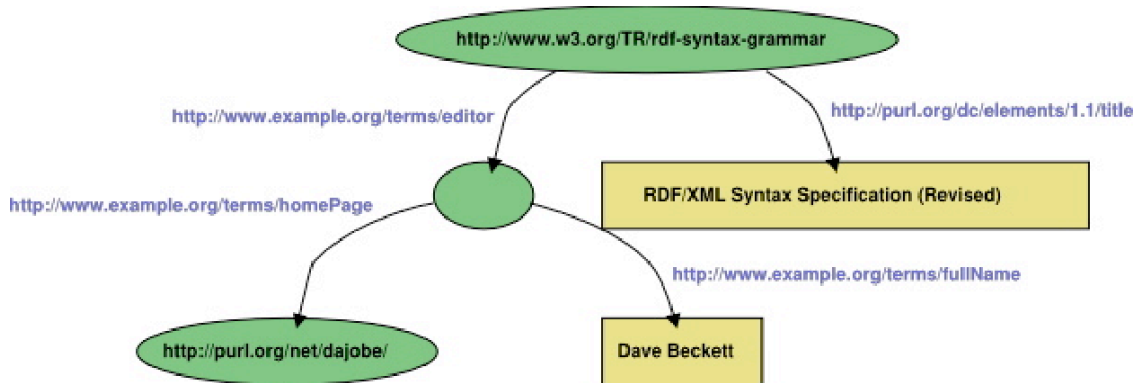 http://www.w3.org/TR/rdf-syntax-grammar
http://www.example.org/terms/editor
http://purl.org/dc/elements/1.1/title
RDF/XML Syntax Specification (Revised)
http://www.example.org/terms/homePage
http://www.example.org/terms/fullName
http://purl.org/net/dajobe/
Dave Beckett